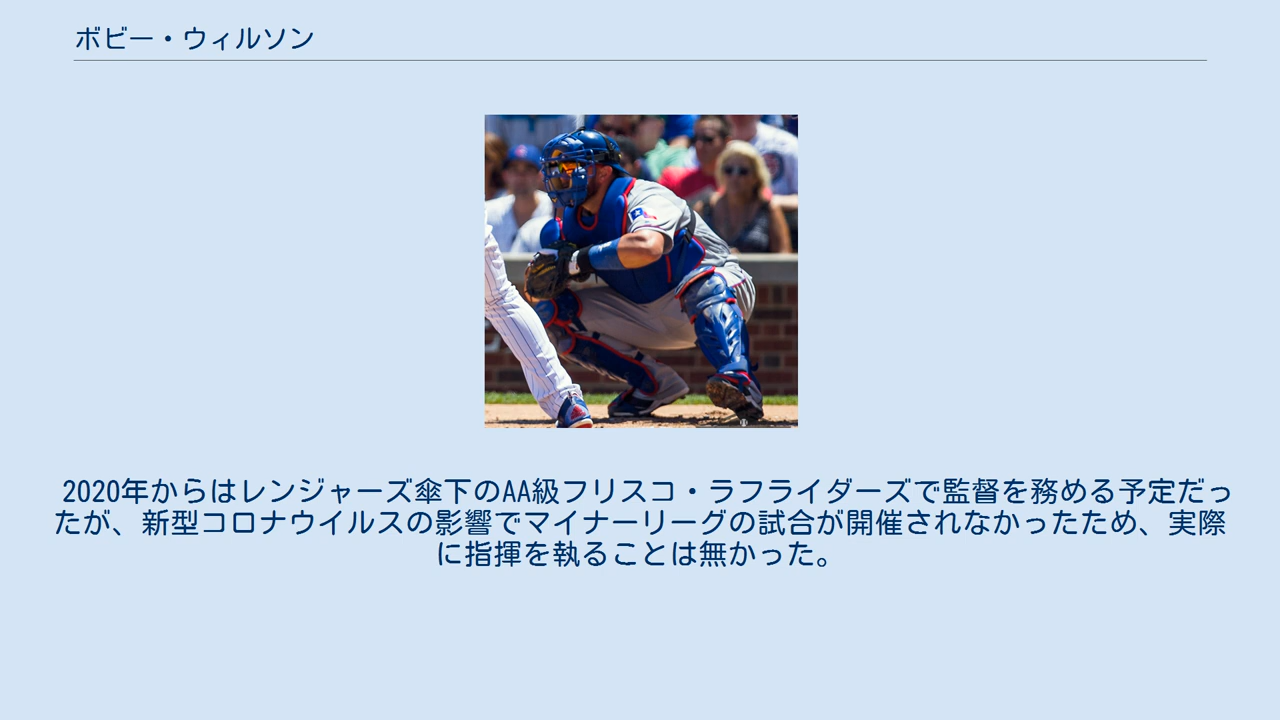 ボビー・ウィルソン
2020年からはレンジャーズ傘下のAA級フリスコ・ラフライダーズで監督を務める予定だっ
たが、新型コロナウイルスの影響でマイナーリーグの試合が開催されなかったため、実際
に指揮を執ることは無かった。